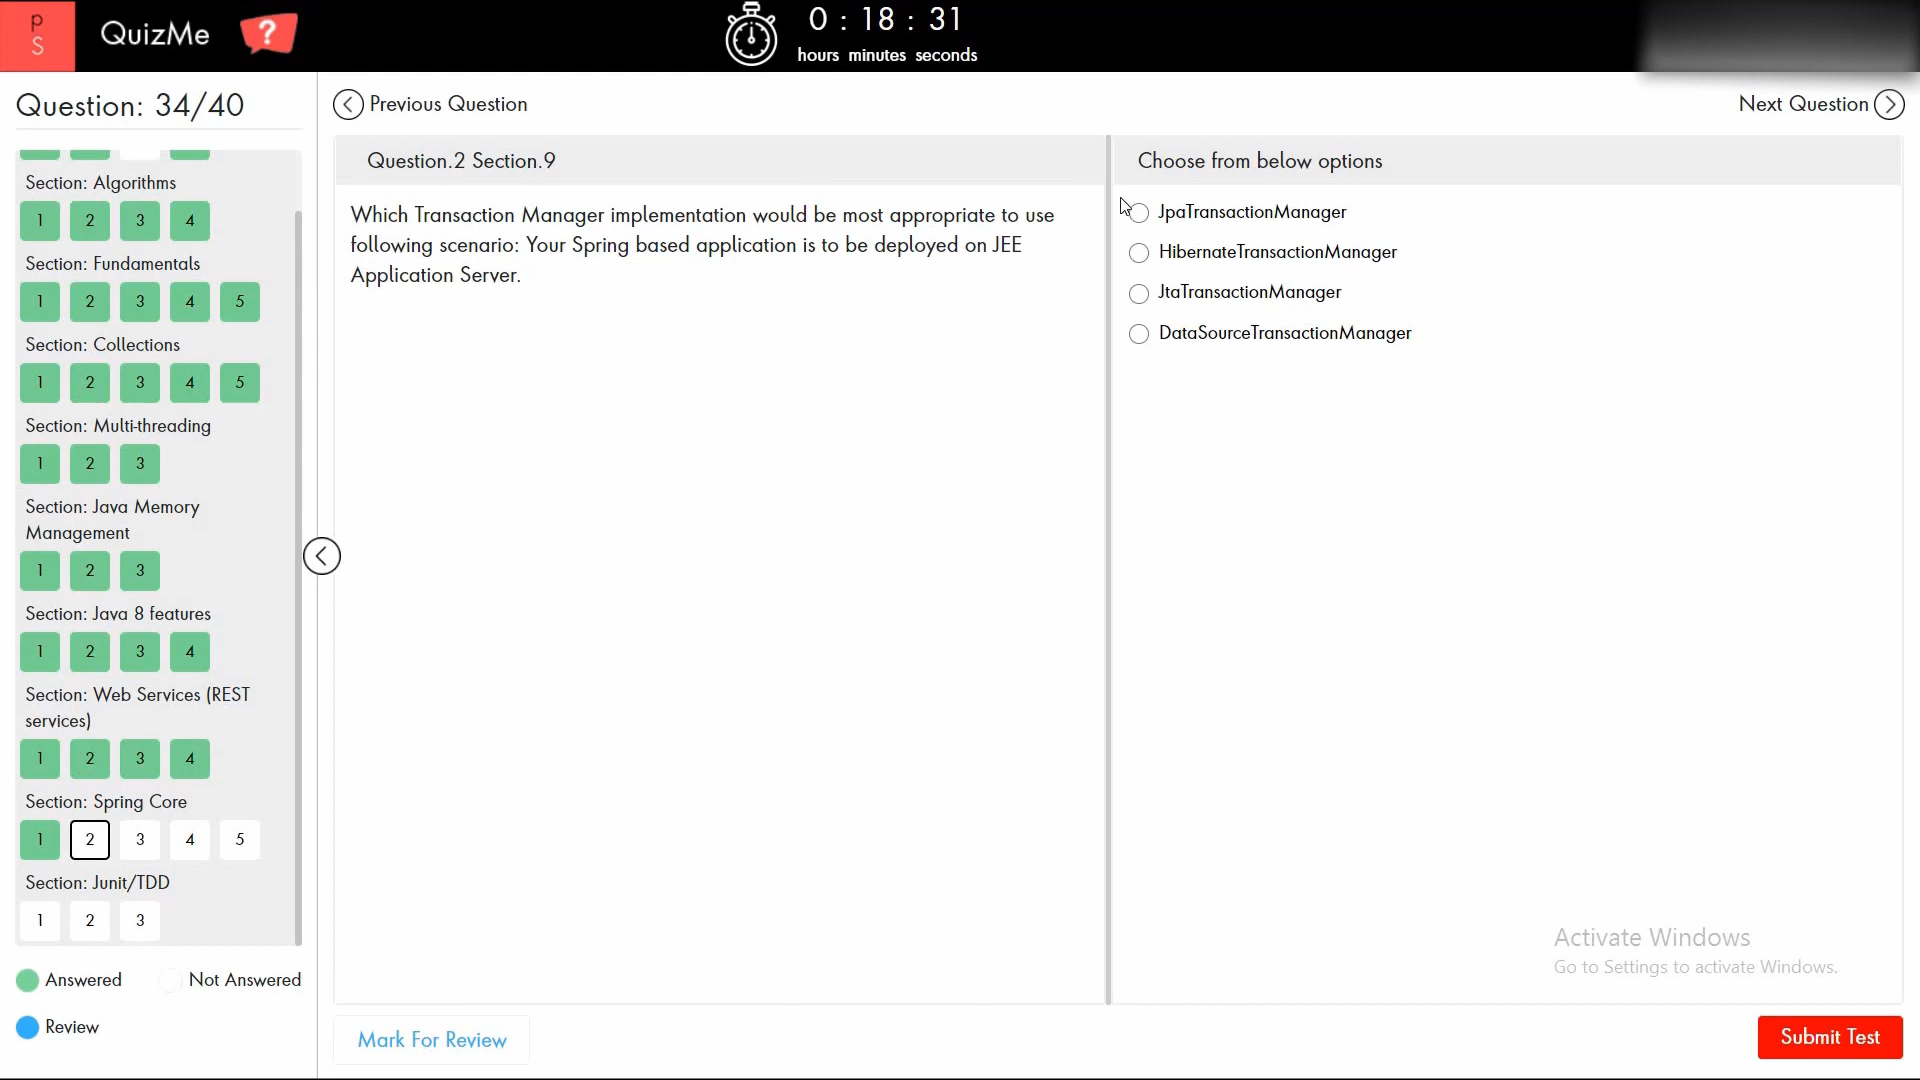 p
S
QuizMe
?
0 : 18 : 31
hours minutes seconds
Question: 34/40
Previous Question
Next Question
Section: Algorithms
1 2 3 4
Section: Fundamentals
1 2 3 4 5
Section: Collections
1 2 3 4 5
Section: Multi-threading
1 2 3
Section: Java Memory
Management
1 2 3
Section: Java 8 features
1 2 3 4
Section: Web Services (REST
services)
1 2 3 4
Section: Spring Core
1 2 3 4 5
Section: Junit/TDD
1 2 3
Answered Not Answered
Review
Question.2 Section.9
Which Transaction Manager implementation would be most appropriate to use
following scenario: Your Spring based application is to be deployed on JEE
Application Server.
Choose from below options
JpaTransactionManager
HibernateTransactionManager
JtaTransactionManager
DataSourceTransactionManager
Activate Windows
Go to Settings to activate Windows.
Mark For Review
Submit Test